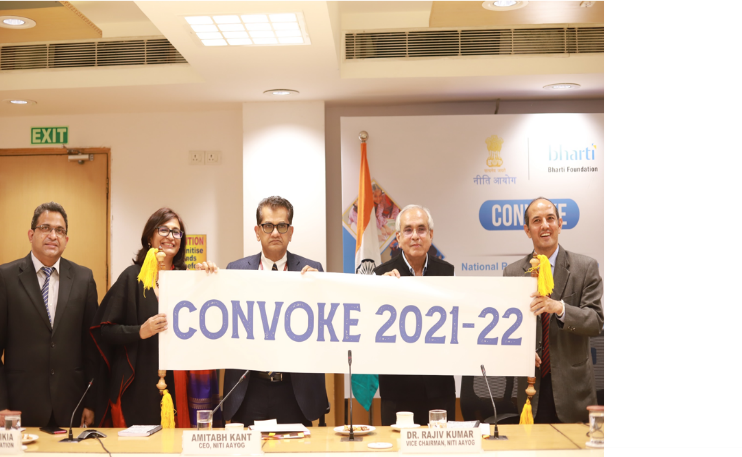 EXIT
नीति आयोग
bharti
Bharti Foundation
CONVOKE
National R
CONVOKE 2021-22
AMITABH KANT
CEO, NITI AAYOG
DR. RAJIV KUMAR
VICE CHAIRMAN, NITI AAYOG